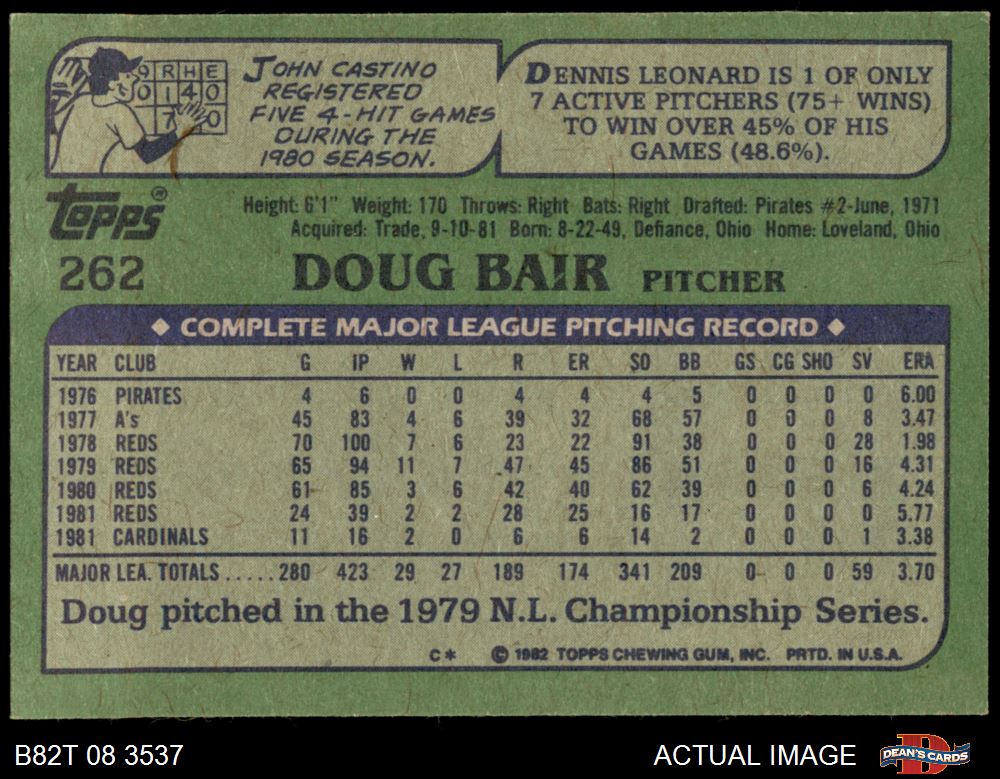 9 R H E
0 1 4 0
7 0
JOHN CASTINO
REGISTERED
FIVE 4-HIT GAMES
DURING THE
1980 SEASON.
DENNIS LEONARD IS 1 OF ONLY
7 ACTIVE PITCHERS (75+ WINS)
TO WIN OVER 45% OF HIS
GAMES (48.6%).
TOPPS®
Height: 6'1" Weight: 170 Throws: Right Bats: Right Drafted: Pirates #2-June, 1971
Acquired: Trade, 9-10-81 Born: 8-22-49, Defiance, Ohio Home: Loveland, Ohio
262 DOUG BAIR PITCHER
◆ COMPLETE MAJOR LEAGUE PITCHING RECORD ◆
YEAR CLUB G IP W L R ER SO BB GS CG SHO SV ERA
1976 PIRATES 4 6 0 0 4 4 4 5 0 0 0 0 6.00
1977 A's 45 83 4 6 39 32 68 57 0 0 0 8 3.47
1978 REDS 70 100 7 6 23 22 91 38 0 0 0 28 1.98
1979 REDS 65 94 11 7 47 45 86 51 0 0 0 16 4.31
1980 REDS 61 85 3 6 42 40 62 39 0 0 0 6 4.24
1981 REDS 24 39 2 2 28 25 16 17 0 0 0 0 5.77
1981 CARDINALS 11 16 2 0 6 6 14 2 0 0 0 1 3.38
MAJOR LEA. TOTALS ..... 280 423 29 27 189 174 341 209 0 0 0 59 3.70
Doug pitched in the 1979 N.L. Championship Series.
C* © 1982 TOPPS CHEWING GUM, INC. PRTD. IN U.S.A.
B82T 08 3537 ACTUAL IMAGE D DEAN'S CARDS